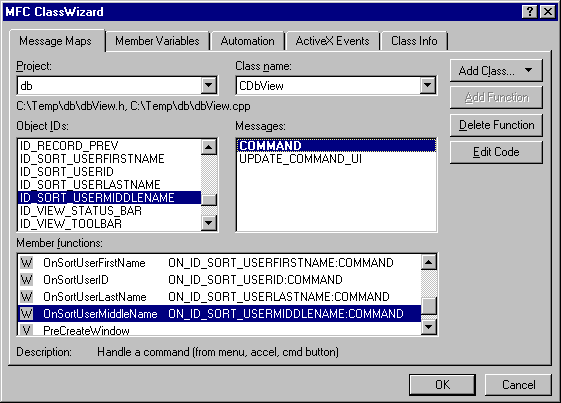 MFC ClassWizard
Message Maps
Member Variables
Automation
ActiveX Events
Class Info
Project:
Class name:
db
CDbView
Add Class...
C:\Temp\db\dbView.h, C:\Temp\db\dbView.cpp
Add Function
Object IDs:
Messages:
Delete Function
ID_RECORD_PREV
ID_SORT_USERFIRSTNAME
ID_SORT_USERID
ID_SORT_USERLASTNAME
ID_SORT_USERMIDDLENAME
ID_VIEW_STATUS_BAR
ID_VIEW_TOOLBAR
COMMAND
UPDATE_COMMAND_UI
Edit Code
Member functions:
W OnSortUserFirstName ON_ID_SORT_USERFIRSTNAME:COMMAND
W OnSortUserID ON_ID_SORT_USERID:COMMAND
W OnSortUserLastName ON_ID_SORT_USERLASTNAME:COMMAND
W OnSortUserMiddleName ON_ID_SORT_USERMIDDLENAME:COMMAND
V PreCreateWindow
Description: Handle a command (from menu, accel, cmd button)
OK
Cancel